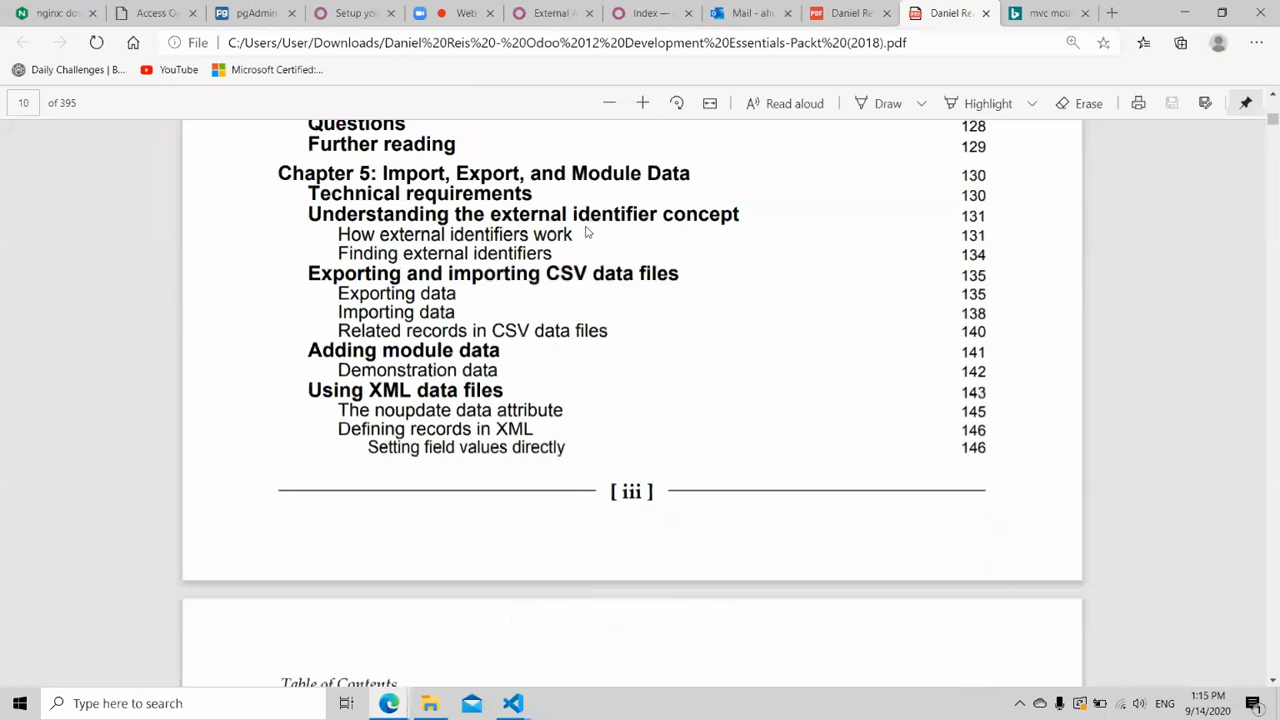 nginx: do
Access O
pgAdmin
Setup yo
Web
External A
Index —
Mail - a
Daniel Re
Daniel Re
mvc mod
File
C:/Users/User/Downloads/Daniel%20Reis%20-%20Odoo%2012%20Development%20Essentials-Packt%20(2018).pdf
Daily Challenges | B...
YouTube
Microsoft Certified:...
10 of 395
Read aloud
Draw
Highlight
Erase
Questions 128
Further reading 129
Chapter 5: Import, Export, and Module Data 130
Technical requirements 130
Understanding the external identifier concept 131
How external identifiers work 131
Finding external identifiers 134
Exporting and importing CSV data files 135
Exporting data 135
Importing data 138
Related records in CSV data files 140
Adding module data 141
Demonstration data 142
Using XML data files 143
The noupdate data attribute 145
Defining records in XML 146
Setting field values directly 146
[ iii ]
Table of Contents
Type here to search
1:15 PM
9/14/2020